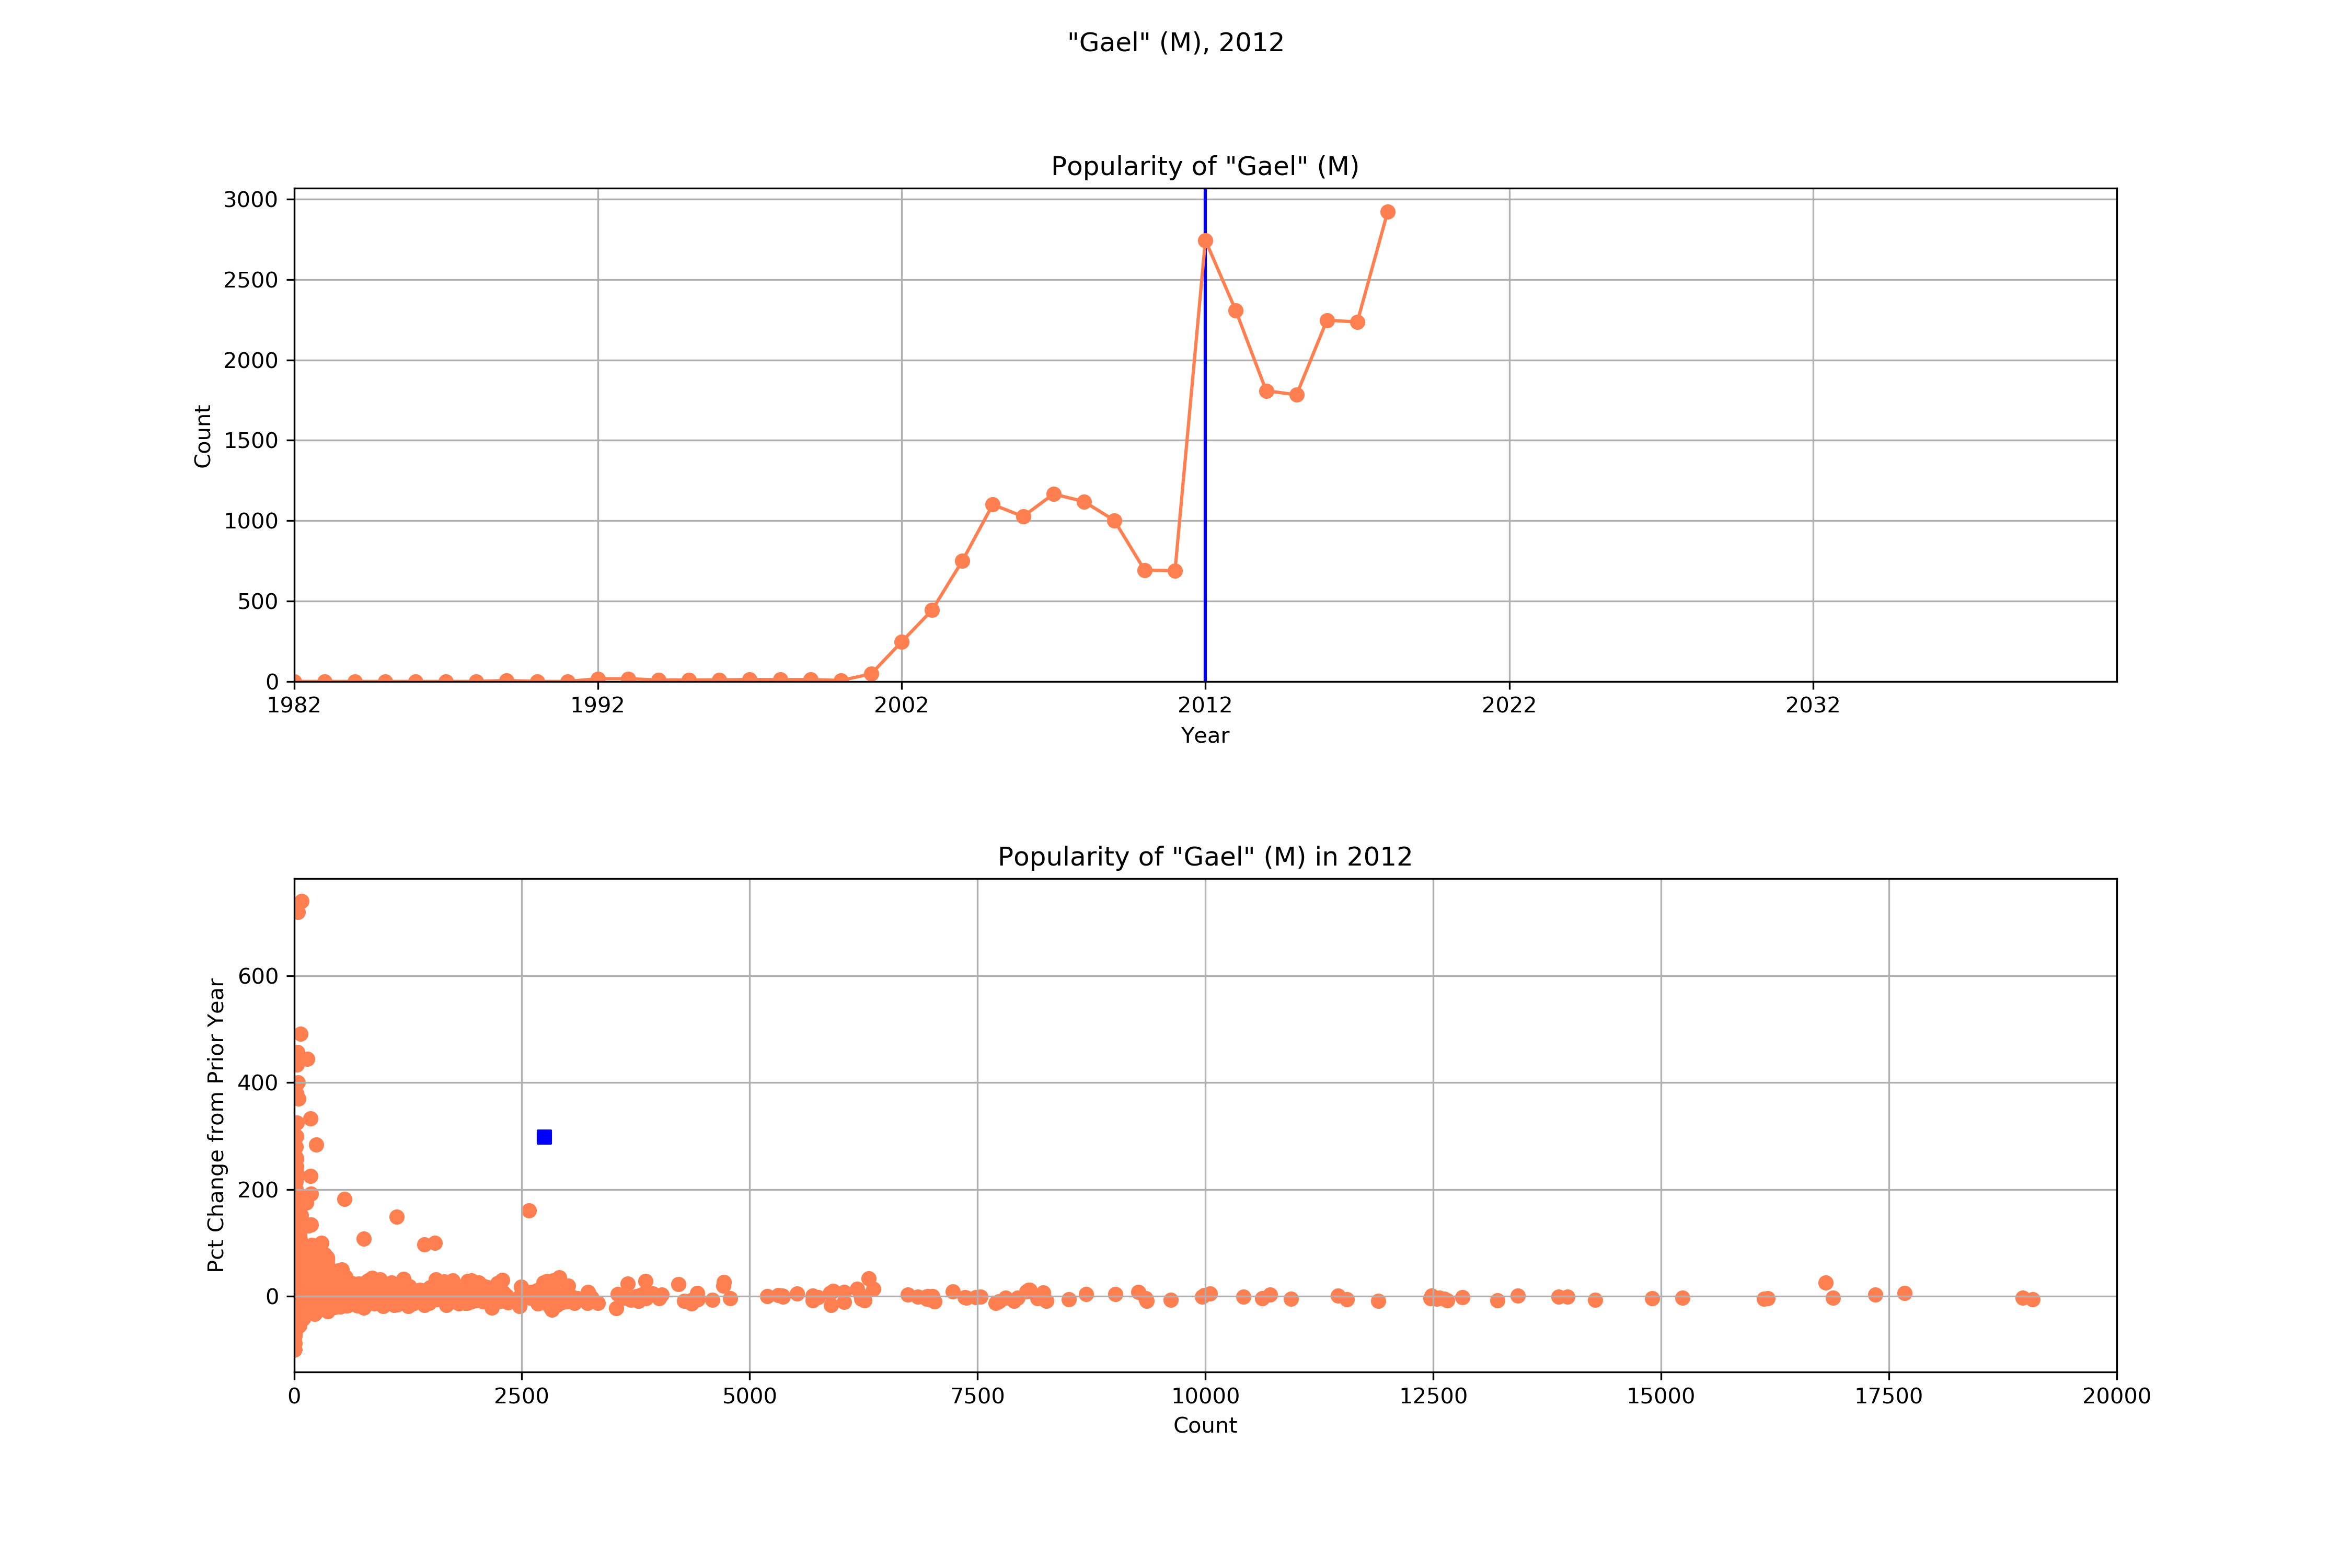 "Gael" (M), 2012
Popularity of "Gael" (M)
3000
2500
2000
1500
1000
500
0
Count
1982 1992 2002 2012 2022 2032
Year
Popularity of "Gael" (M) in 2012
600
400
200
0
Pct Change from Prior Year
0 2500 5000 7500 10000 12500 15000 17500 20000
Count